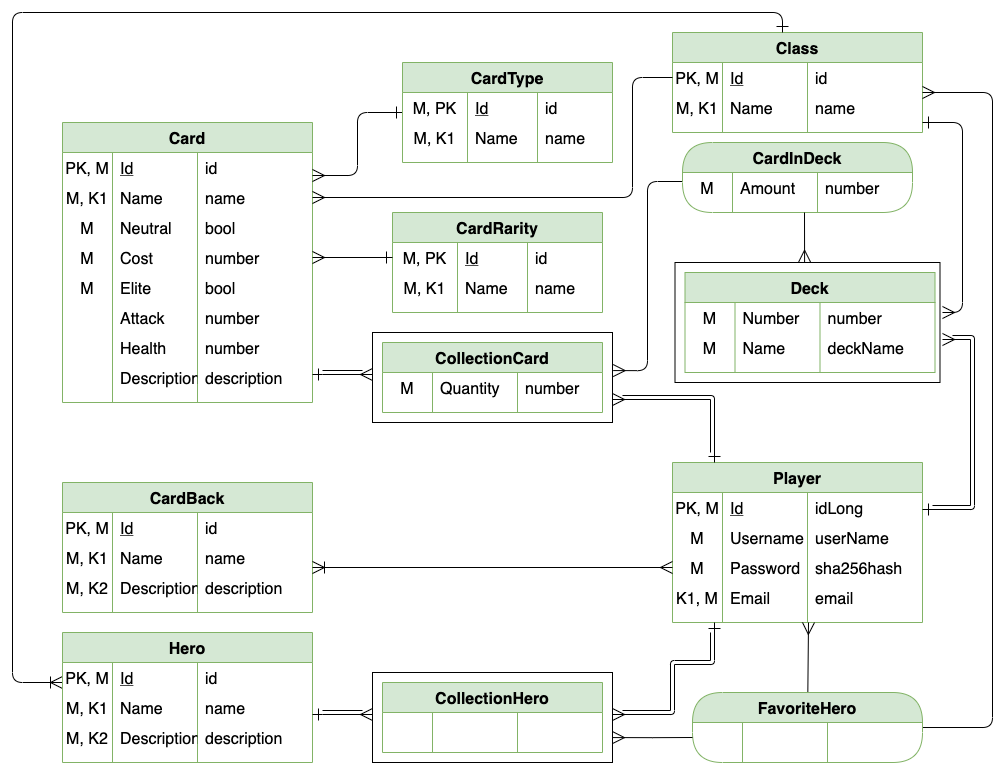 Class
PK, M Id id
M, K1 Name name
CardType
M, PK Id id
M, K1 Name name
Card
PK, M Id id
M, K1 Name name
M Neutral bool
M Cost number
M Elite bool
Attack number
Health number
Description description
CardInDeck
M Amount number
CardRarity
M, PK Id id
M, K1 Name name
Deck
M Number number
M Name deckName
CollectionCard
M Quantity number
Player
PK, M Id idLong
M Username userName
M Password sha256hash
K1, M Email email
CardBack
PK, M Id id
M, K1 Name name
M, K2 Description description
Hero
PK, M Id id
M, K1 Name name
M, K2 Description description
CollectionHero
FavoriteHero